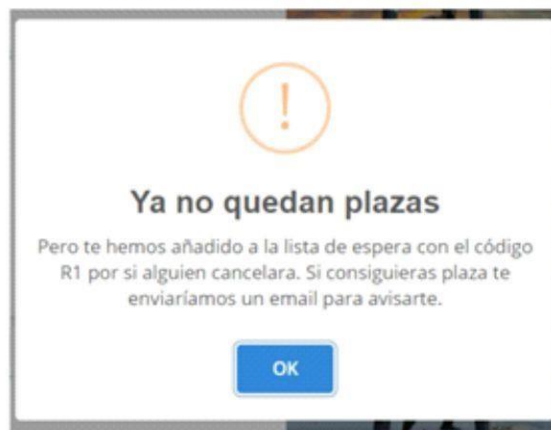 !
Ya no quedan plazas
Pero te hemos añadido a la lista de espera con el código
R1 por si alguien cancelara. Si consiguieras plaza te
enviaríamos un email para avisarte.
OK